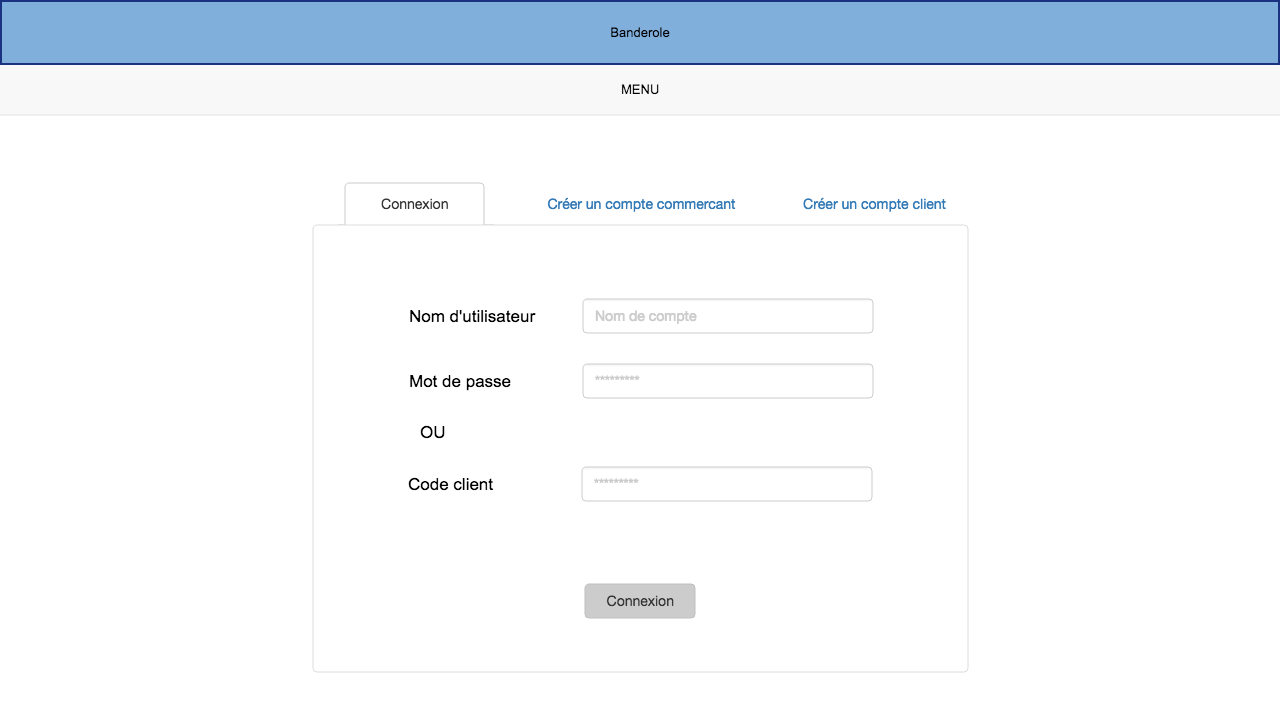 Banderole
MENU
Connexion
Créer un compte commercant
Créer un compte client
Nom d'utilisateur
Nom de compte
Mot de passe
*********
OU
Code client
*********
Connexion